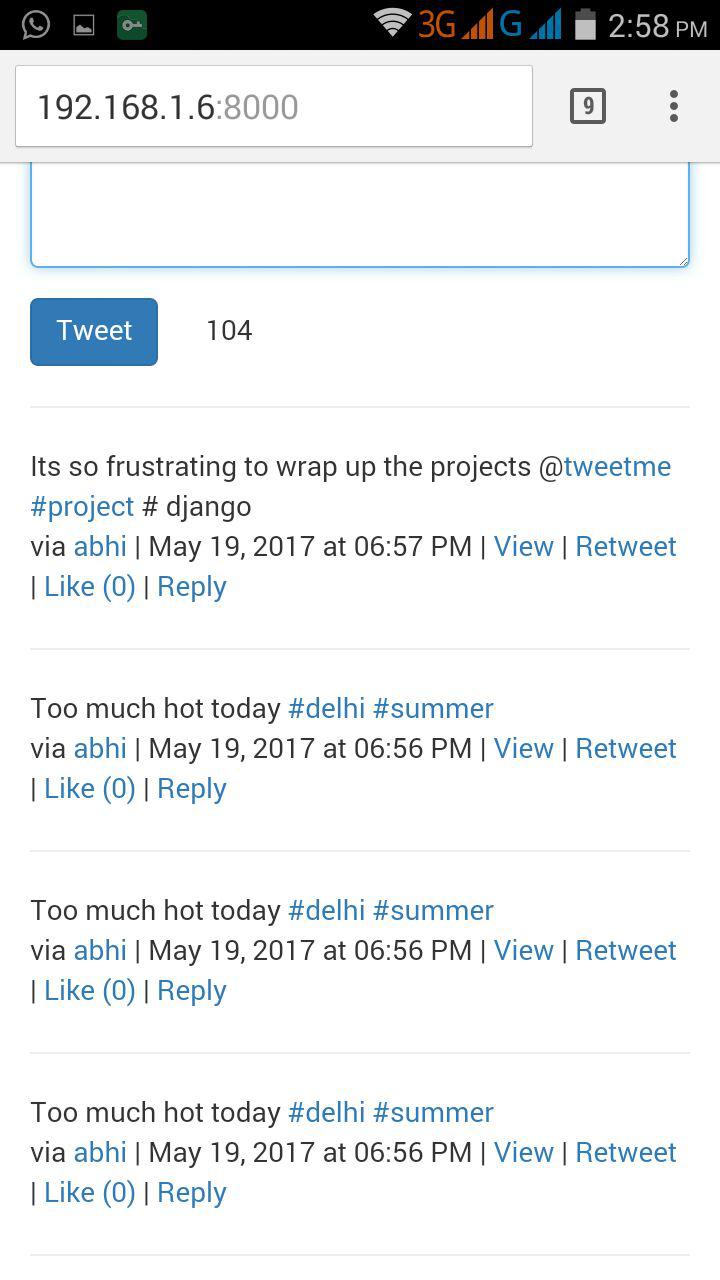 3G G 2:58 PM
192.168.1.6:8000 9
Tweet 104
Its so frustrating to wrap up the projects @tweetme
#project # django
via abhi | May 19, 2017 at 06:57 PM | View | Retweet
| Like (0) | Reply
Too much hot today #delhi #summer
via abhi | May 19, 2017 at 06:56 PM | View | Retweet
| Like (0) | Reply
Too much hot today #delhi #summer
via abhi | May 19, 2017 at 06:56 PM | View | Retweet
| Like (0) | Reply
Too much hot today #delhi #summer
via abhi | May 19, 2017 at 06:56 PM | View | Retweet
| Like (0) | Reply